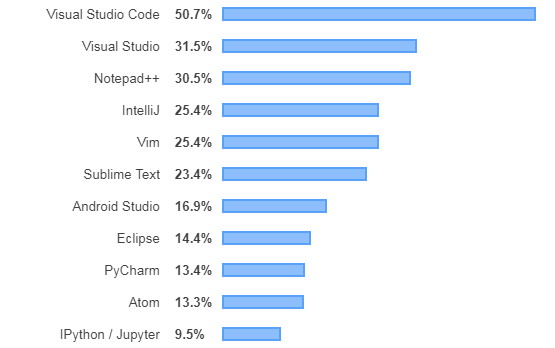 Visual Studio Code 50.7%
Visual Studio 31.5%
Notepad++ 30.5%
IntelliJ 25.4%
Vim 25.4%
Sublime Text 23.4%
Android Studio 16.9%
Eclipse 14.4%
PyCharm 13.4%
Atom 13.3%
IPython / Jupyter 9.5%